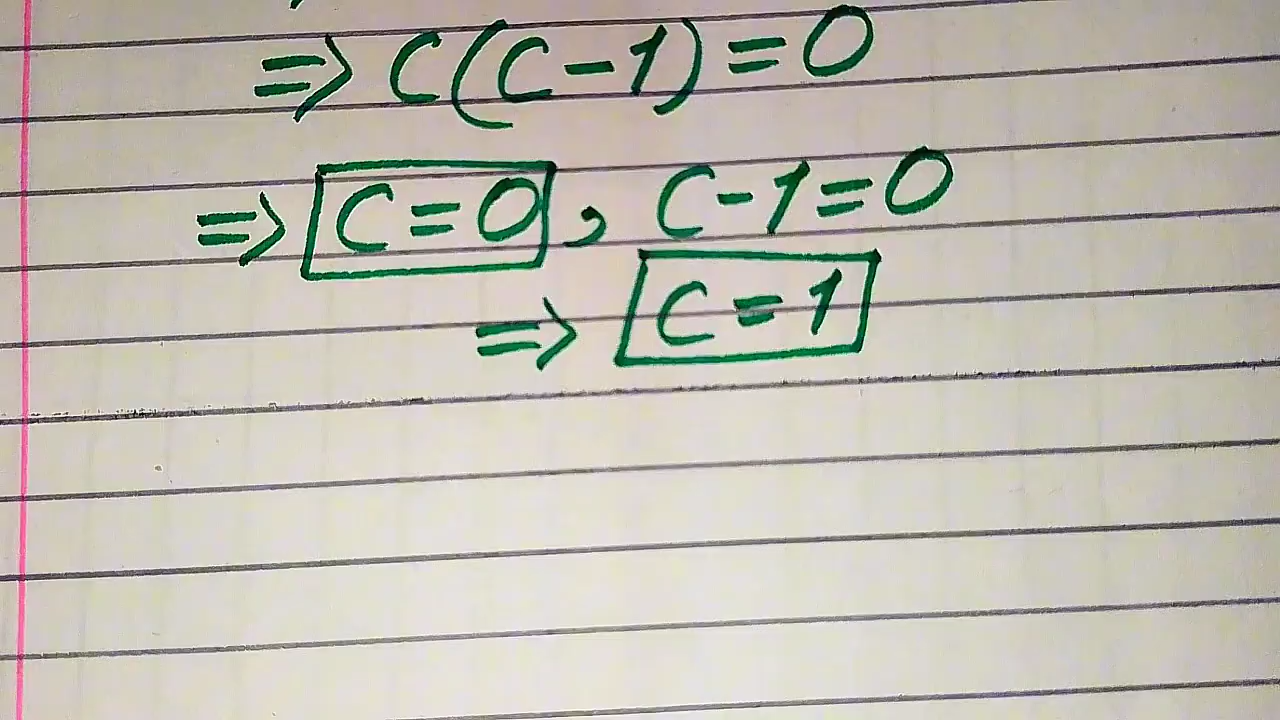 => C(C-1)=0
=> C=0, C-1=0
=> C=1